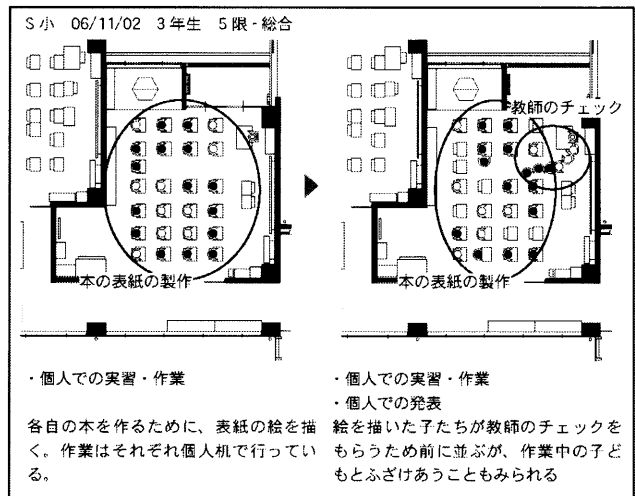 S小 06/11/02 3年生 5限-総合
教師のチェック
本の表紙の製作
本の表紙の製作
・個人での実習・作業
各自の本を作るために、表紙の絵を描
く。作業はそれぞれ個人机で行ってい
る。
・個人での実習・作業
・個人での発表
絵を描いた子たちが教師のチェックを
もらうため前に並ぶが、作業中の子ど
もとふざけあうこともみられる